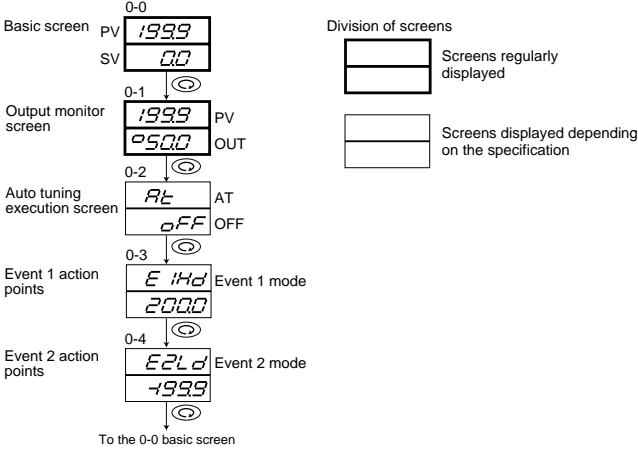 0-0
Basic screen
PV 199.9
SV 0.0
0-1
Output monitor
screen
199.9 PV
o50.0 OUT
0-2
Auto tuning
execution screen
At AT
oFF OFF
0-3
Event 1 action
points
E1Hd Event 1 mode
200.0
0-4
Event 2 action
points
E2Ld Event 2 mode
-199.9
To the 0-0 basic screen
Division of screens
Screens regularly
displayed
Screens displayed depending
on the specification